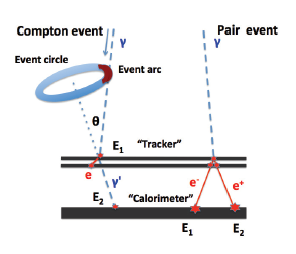 Compton event
Pair event
γ
γ
Event circle
Event arc
θ
E1 "Tracker"
e
γ'
e-
e+
E2 "Calorimeter"
E1
E2